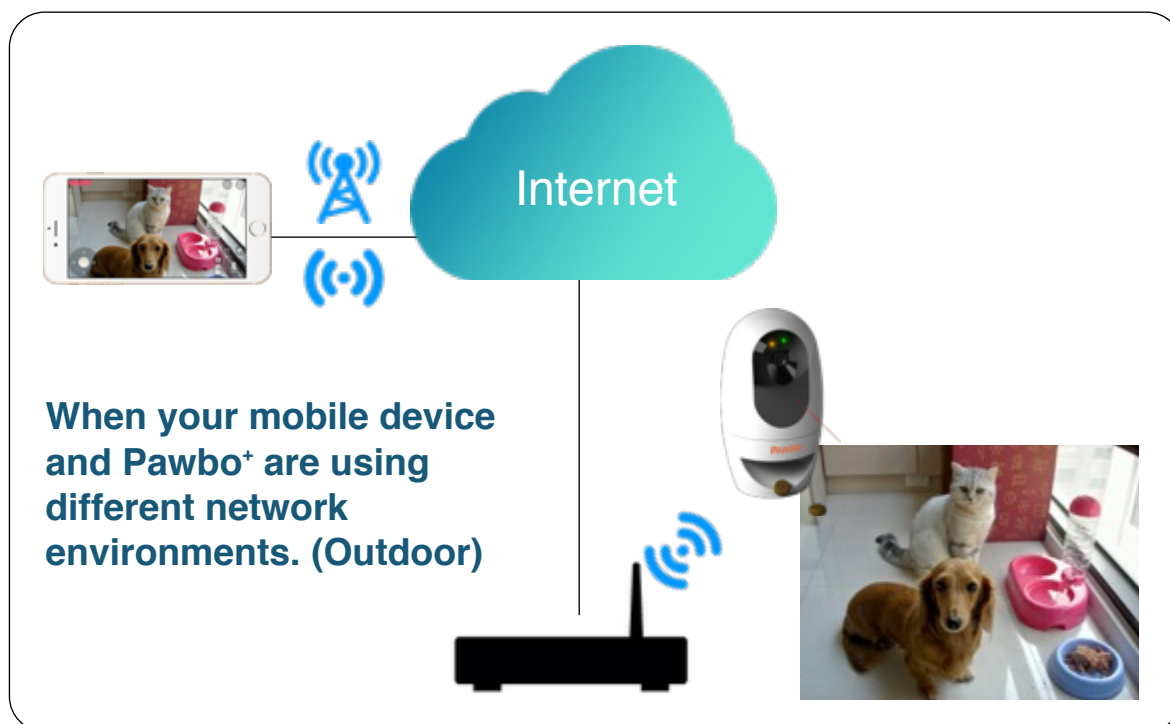 Internet
When your mobile device
and Pawbo⁺ are using
different network
environments. (Outdoor)